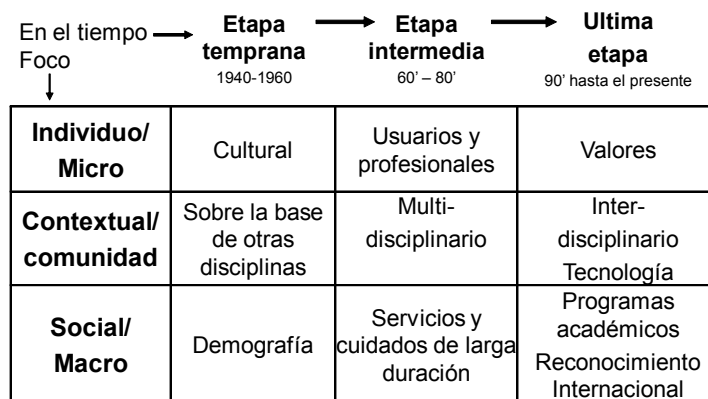 En el tiempo
Foco
Etapa
temprana
1940-1960
Etapa
intermedia
60’ – 80’
Ultima
etapa
90’ hasta el presente
Individuo/
Micro
Cultural
Usuarios y
profesionales
Valores
Contextual/
comunidad
Sobre la base
de otras
disciplinas
Multi-
disciplinario
Inter-
disciplinario
Tecnología
Social/
Macro
Demografía
Servicios y
cuidados de larga
duración
Programas
académicos
Reconocimiento
Internacional